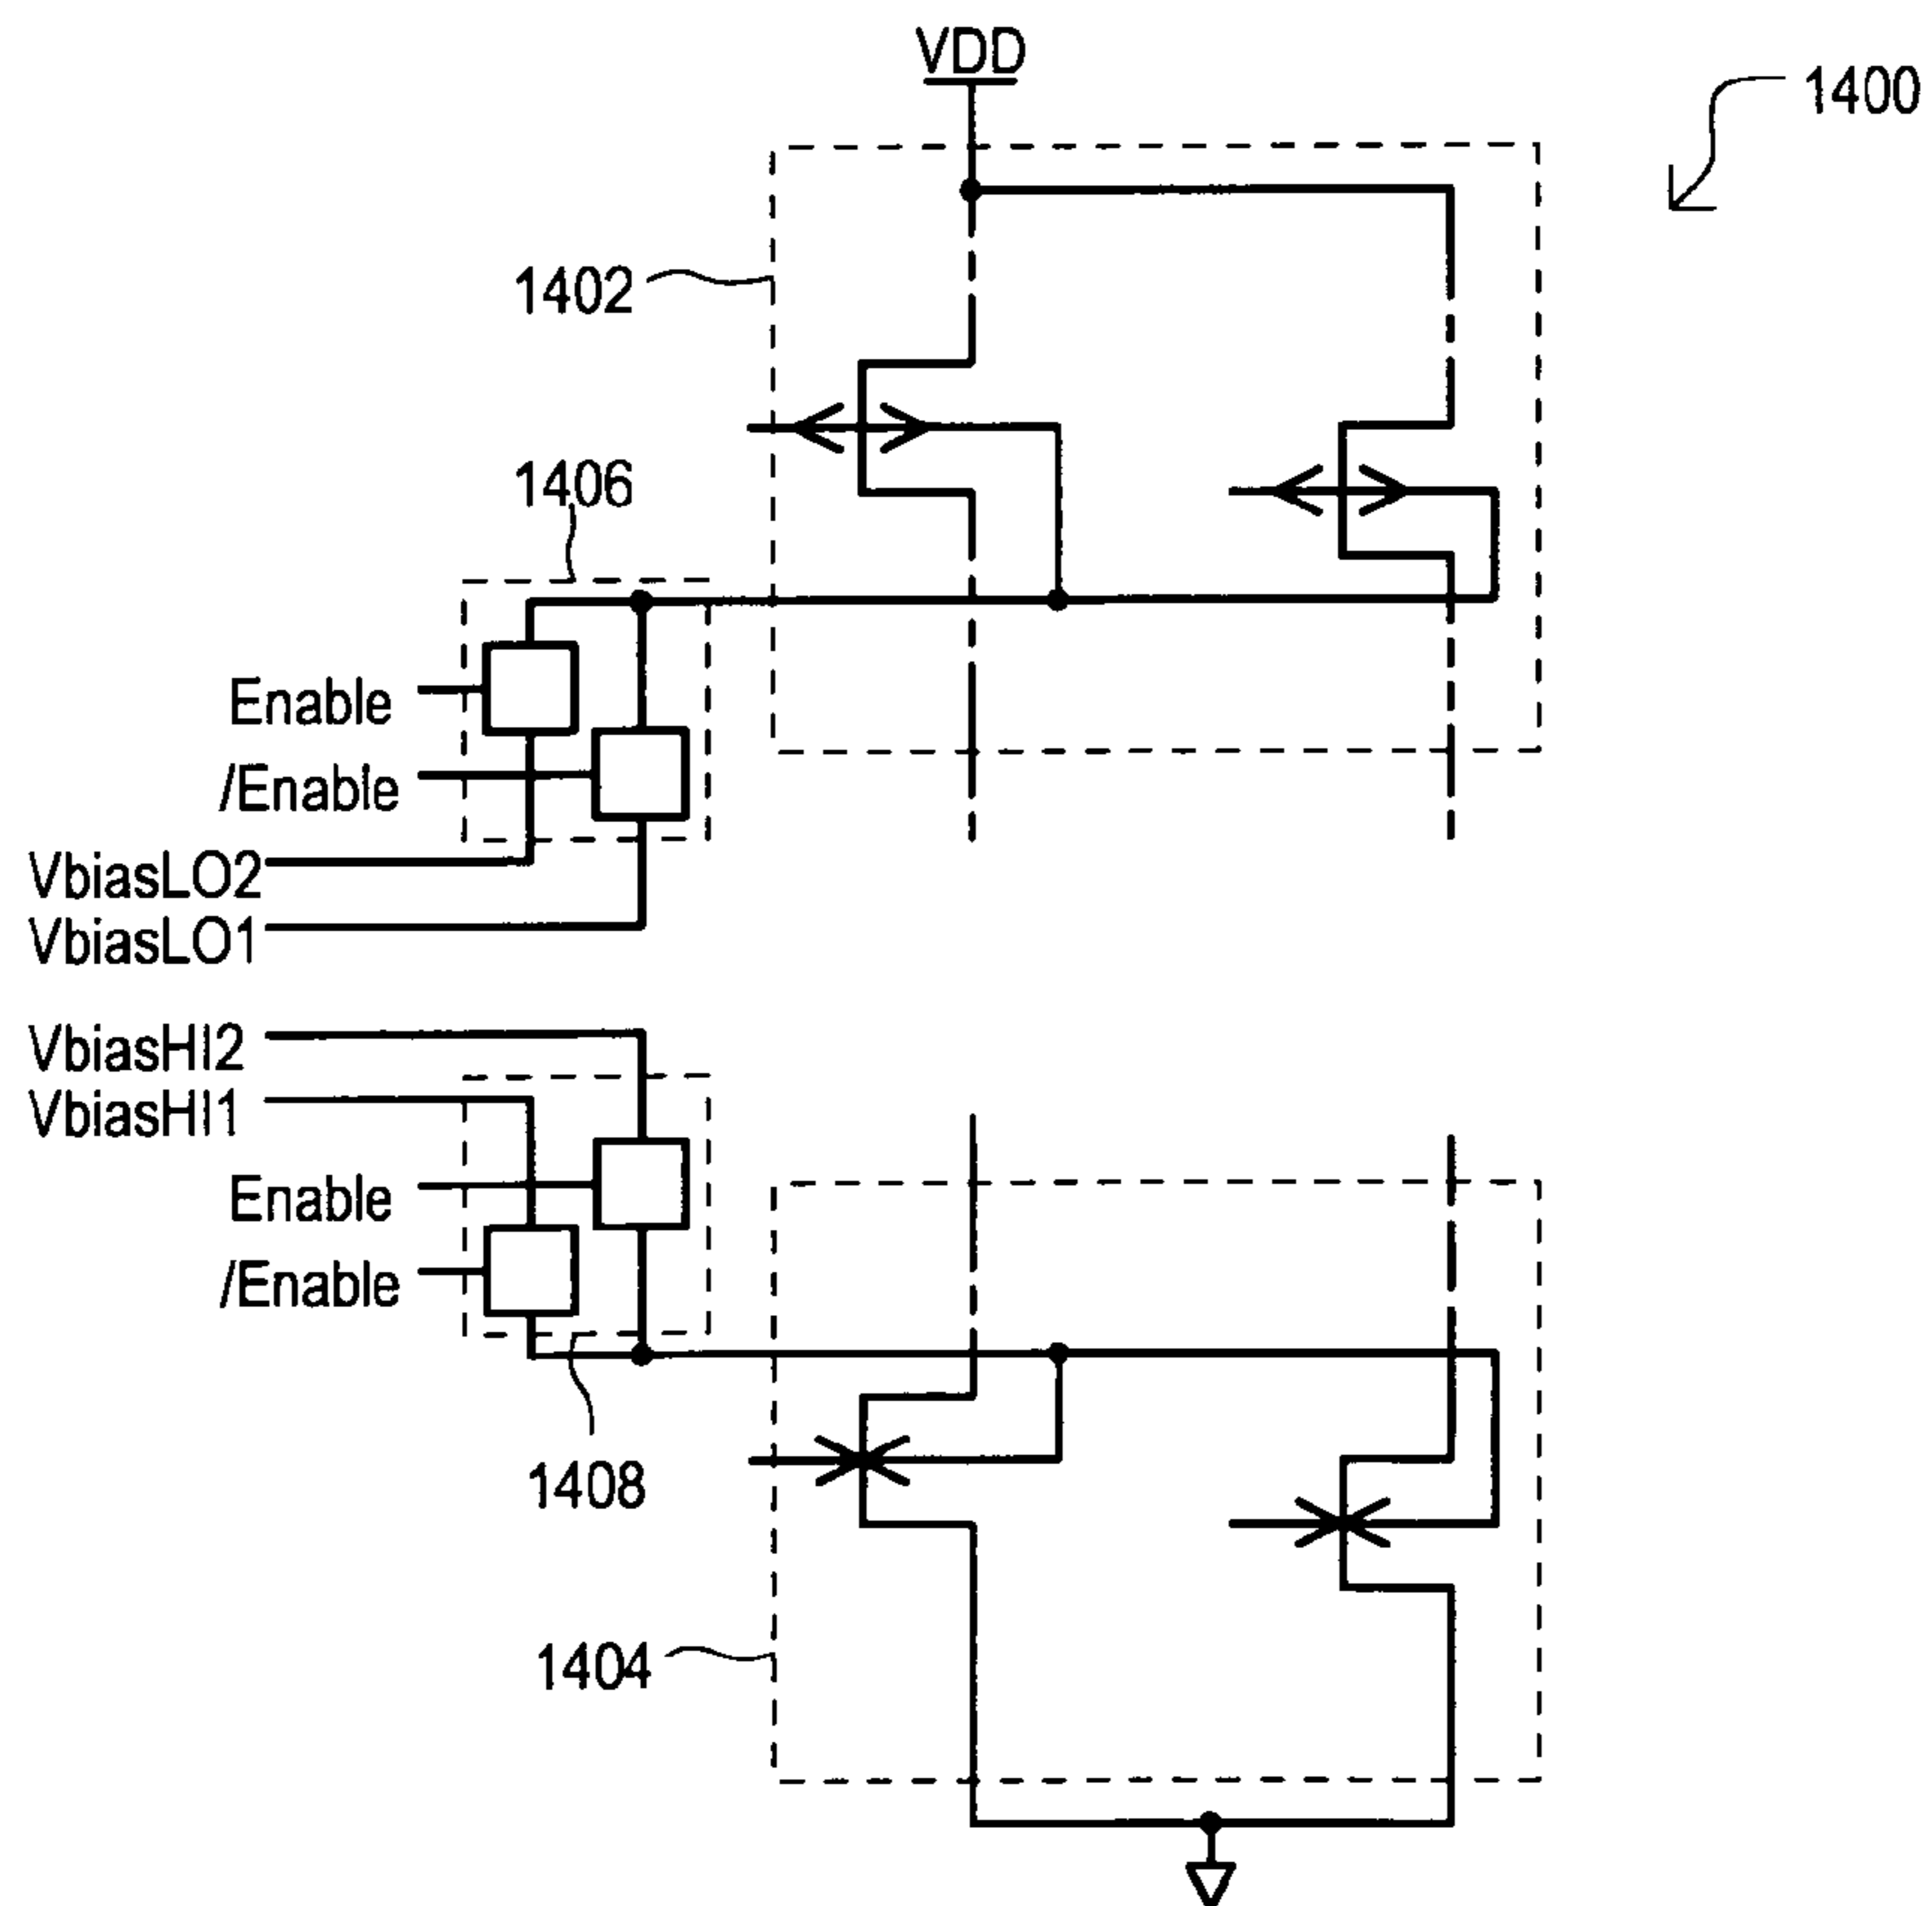 VDD
1400
1402
1406
Enable
/Enable
VbiasLO2
VbiasLO1
VbiasHI2
VbiasHI1
Enable
/Enable
1408
1404